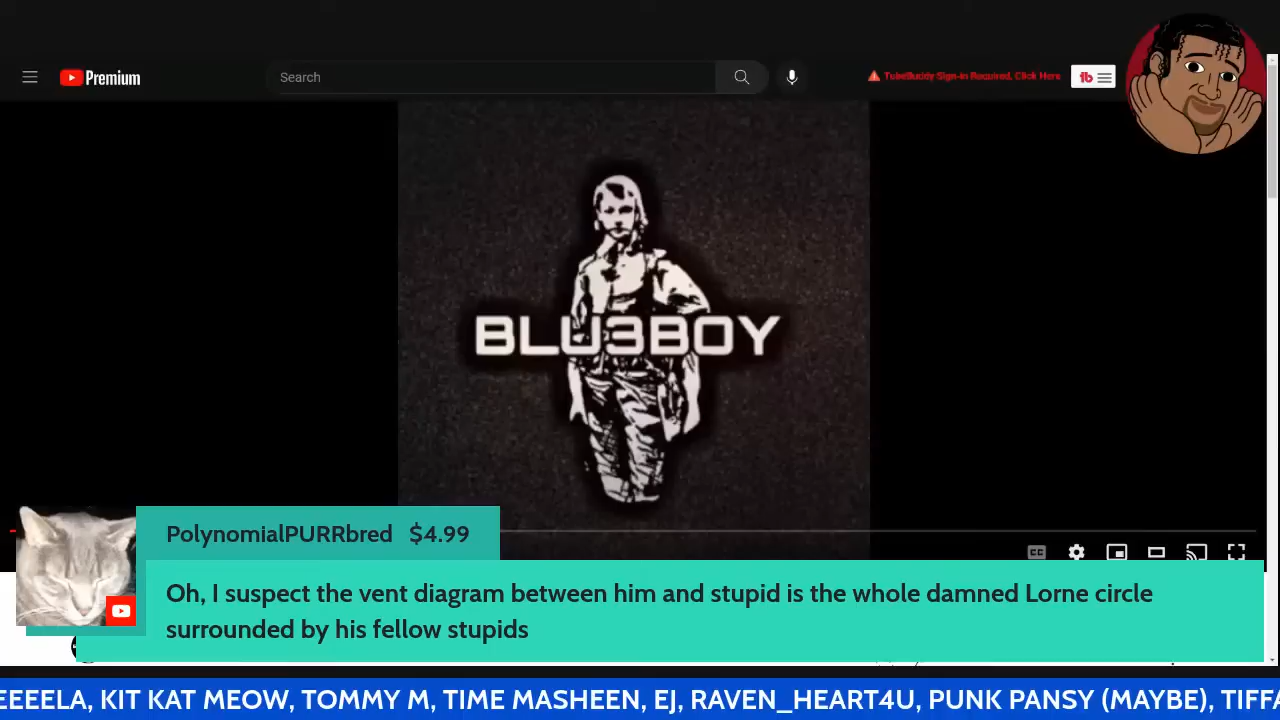 Premium
Search
TubeBuddy Sign-in Required, Click Here
tb
BLU3BOY
CC
PolynomialPURRbred $4.99
Oh, I suspect the vent diagram between him and stupid is the whole damned Lorne circle
surrounded by his fellow stupids
EEEELA, KIT KAT MEOW, TOMMY M, TIME MASHEEN, EJ, RAVEN_HEART4U, PUNK PANSY (MAYBE), TIFFA